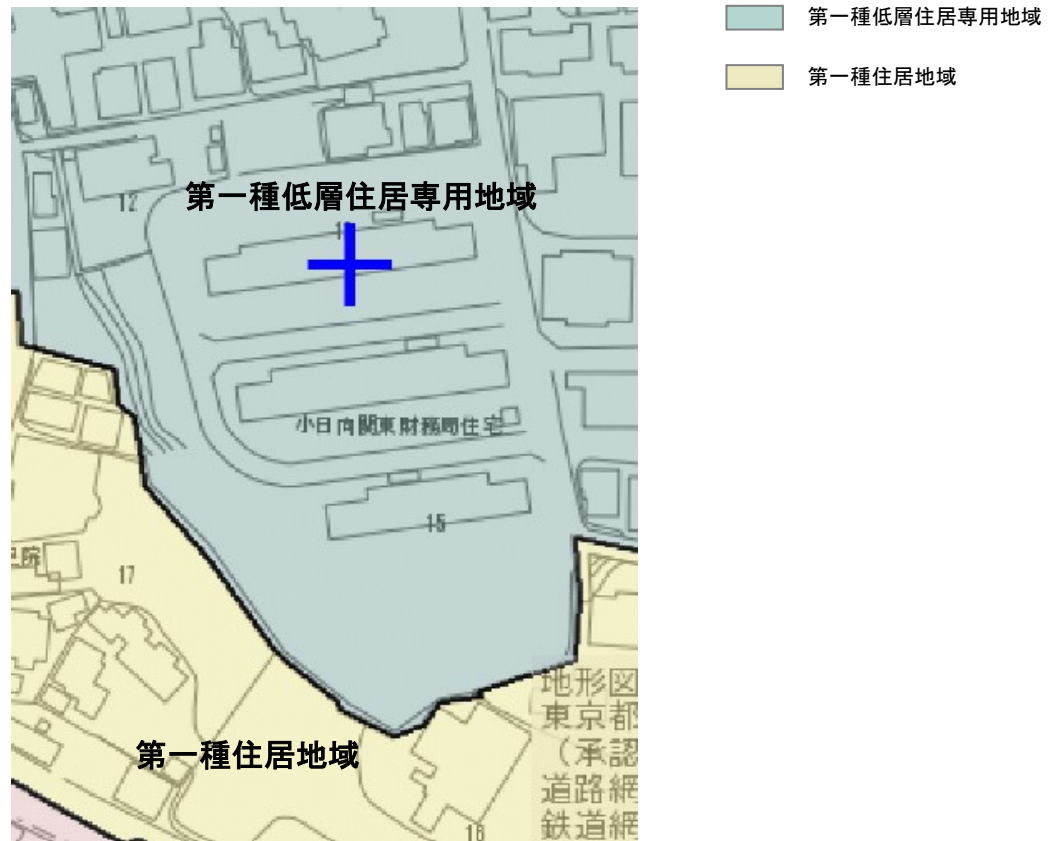 第一種低層住居専用地域
第一種住居地域
12
第一種低層住居専用地域
小日向関東財務局住宅
15
17
第一種住居地域
地形図
東京都
（承認
道路網
鉄道網
16